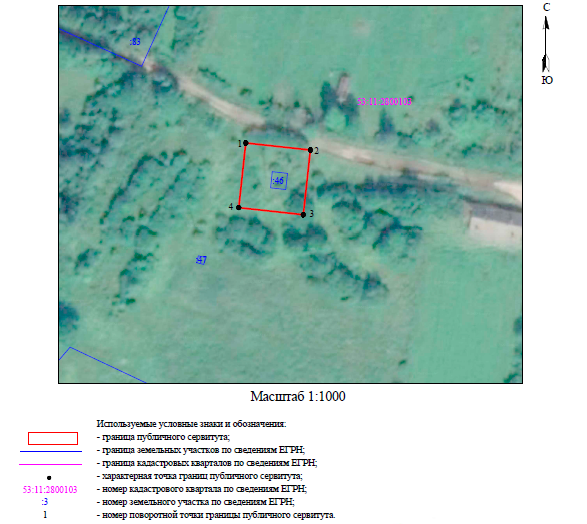 С
:83
53:11:2800103
1
2
:46
4
3
:47
Ю
Масштаб 1:1000
Используемые условные знаки и обозначения:
- граница публичного сервитута;
- граница земельных участков по сведениям ЕГРН;
- граница кадастровых кварталов по сведениям ЕГРН;
- характерная точка границ публичного сервитута;
53:11:2800103 - номер кадастрового квартала по сведениям ЕГРН;
:3 - номер земельного участка по сведениям ЕГРН;
1 - номер поворотной точки границы публичного сервитута.